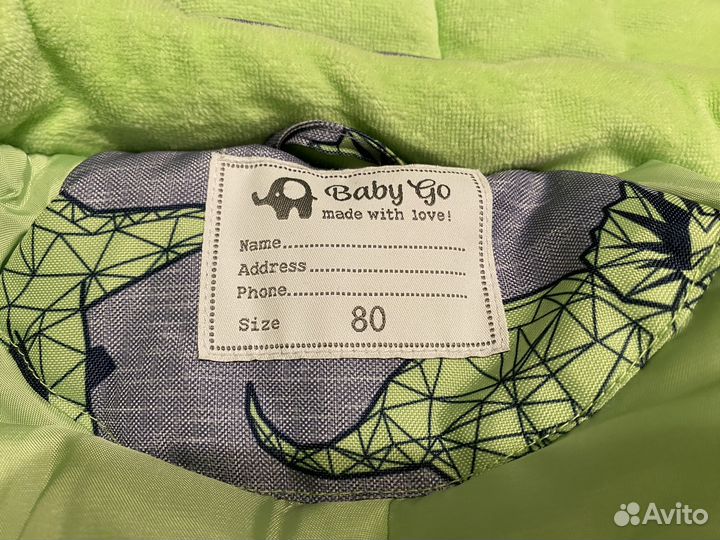 Baby Go
made with love!
Name
Address
Phone
Size 80
Avito